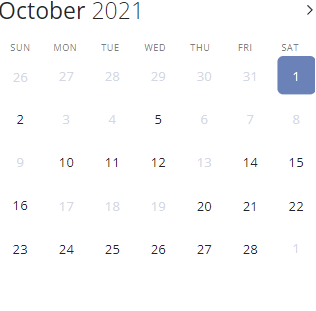 October 2021
SUN MON TUE WED THU FRI SAT
26 27 28 29 30 31 1
2 3 4 5 6 7 8
9 10 11 12 13 14 15
16 17 18 19 20 21 22
23 24 25 26 27 28 1